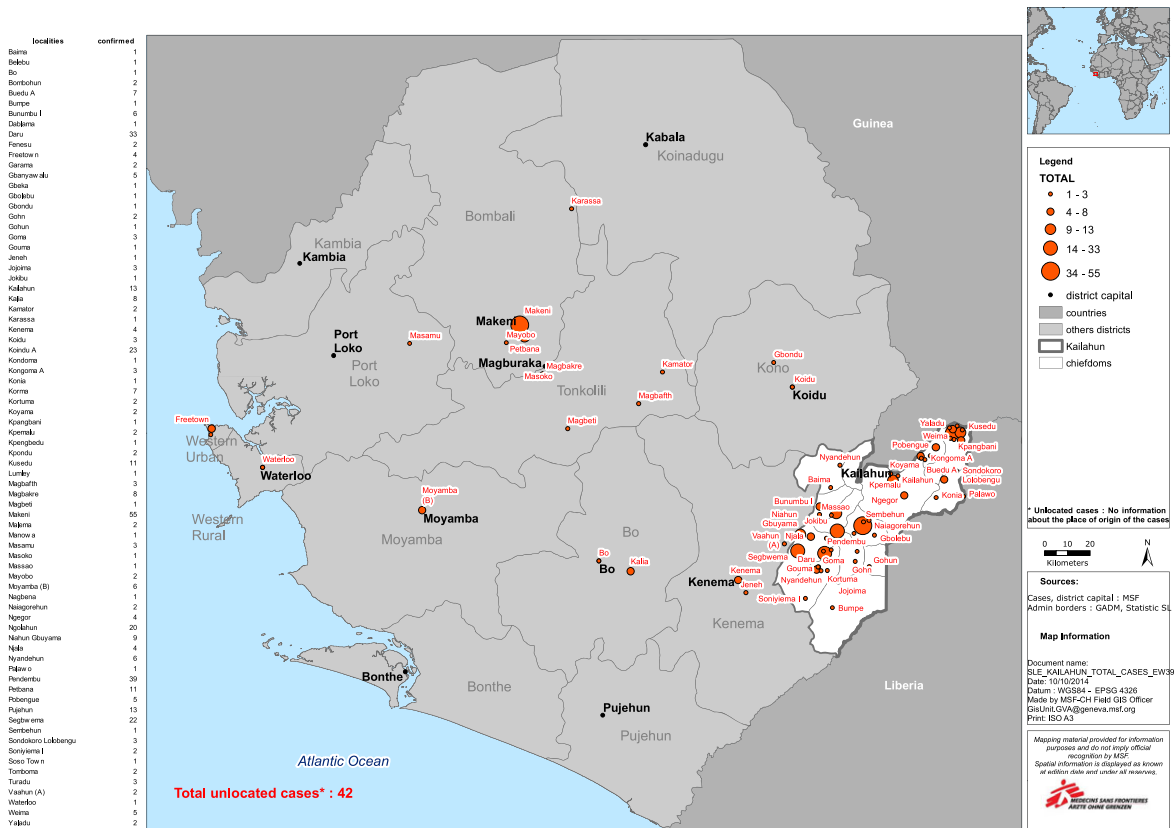 localities confirmed
Baima 1
Belebu 1
Bo 1
Bombohun 2
Buedu A 7
Bumpe 1
Bunumbu I 6
Dablama 1
Daru 33
Fenesu 2
Freetown 4
Garama 2
Gbanyawalu 5
Gbeka 1
Gbolebu 1
Gbondu 1
Gohn 2
Gohun 1
Goma 3
Gouma 1
Jeneh 1
Jojoima 3
Jokibu 1
Kailahun 13
Kalia 8
Kamator 2
Karassa 1
Kenema 4
Koidu 3
Koindu A 23
Kondoma 1
Kongoma A 3
Konia 1
Korma 7
Kortuma 2
Koyama 2
Kpangbani 1
Kpemalu 2
Kpengbedu 1
Kpondu 2
Kusedu 11
Lumley 1
Magbafth 3
Magbakre 8
Magbeti 1
Makeni 55
Malema 2
Manowa 1
Masamu 3
Masoko 1
Massao 1
Mayobo 2
Moyamba (B) 6
Nagbena 1
Naiagorehun 2
Ngegor 4
Ngolahun 20
Niahun Gbuyama 9
Njala 4
Nyandehun 6
Palawo 1
Pendembu 39
Petbana 11
Pobengue 5
Pujehun 13
Segbwema 22
Sembehun 1
Sondokoro Lolobengu 3
Soniyiema I 2
Soso Town 1
Tomboma 2
Turadu 3
Vaahun (A) 2
Waterloo 1
Weima 5
Yaladu 2
Guinea
Kabala
Koinadugu
Karassa
Bombali
Kambia
Kambia
Makeni
Makeni
Mayobo
Petbana
Port
Loko
Masamu
Port
Loko
Magburaka
Magbakre
Masoko
Tonkolili
Kamator
Kono
Gbondu
Koidu
Koidu
Magbafth
Magbeti
Freetown
Western
Urban
Waterloo
Waterloo
Western
Rural
Moyamba
(B)
Moyamba
Moyamba
Bo
Bo
Bo
Kalia
Kenema
Kenema
Jeneh
Kenema
Yaladu
Kusedu
Weima
Kpangbani
Pobengue
Kongoma A
Nyandehun
Kailahun
Koyama
Buedu A
Sondokoro
Lolobengu
Kpemalu
Kailahun
Baima
Ngegor
Konia
Palawo
Bunumbu I
Massao
Niahun
Gbuyama
Jokibu
Sembehun
Naiagorehun
Vaahun
(A)
Njala
Pendembu
Gbolebu
Segbwema
Daru
Goma
Gouma
Gohn
Gohun
Nyandehun
Kortuma
Jojoima
Soniyiema I
Bumpe
Bonthe
Bonthe
Pujehun
Pujehun
Liberia
Atlantic Ocean
Total unlocated cases* : 42
Legend
TOTAL
1 - 3
4 - 8
9 - 13
14 - 33
34 - 55
district capital
countries
others districts
Kailahun
chiefdoms
* Unlocated cases : No information
about the place of origin of the cases
0 10 20
Kilometers
N
Sources:
Cases, district capital : MSF
Admin borders : GADM, Statistic SL
Map Information
Document name:
SLE_KAILAHUN_TOTAL_CASES_EW39
Date: 10/10/2014
Datum : WGS84 - EPSG 4326
Made by MSF-CH Field GIS Officer
GisUnit.GVA@geneva.msf.org
Print: ISO A3
Mapping material provided for information
purposes and do not imply official
recognition by MSF.
Spatial information is displayed as known
at edition date and under all reserves.
MEDECINS SANS FRONTIERES
ÄRZTE OHNE GRENZEN